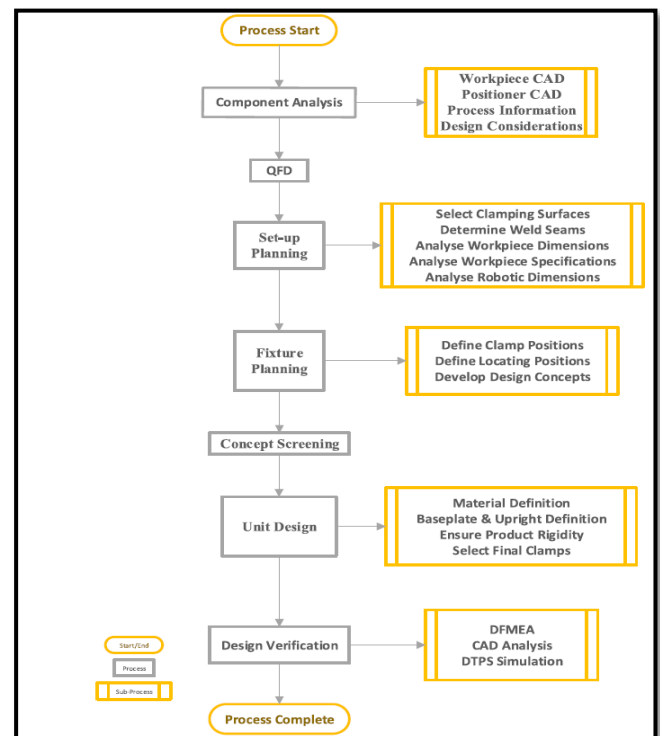 Process Start
Component Analysis
Workpiece CAD
Positioner CAD
Process Information
Design Considerations
QFD
Set-up
Planning
Select Clamping Surfaces
Determine Weld Seams
Analyse Workpiece Dimensions
Analyse Workpiece Specifications
Analyse Robotic Dimensions
Fixture
Planning
Define Clamp Positions
Define Locating Positions
Develop Design Concepts
Concept Screening
Unit Design
Material Definition
Baseplate & Upright Definition
Ensure Product Rigidity
Select Final Clamps
Design Verification
DFMEA
CAD Analysis
DTPS Simulation
Start/End
Process
Sub-Process
Process Complete